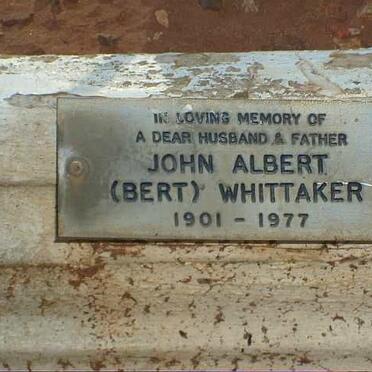 IN LOVING MEMORY OF
A DEAR HUSBAND & FATHER
JOHN ALBERT
(BERT) WHITTAKER
1901 - 1977